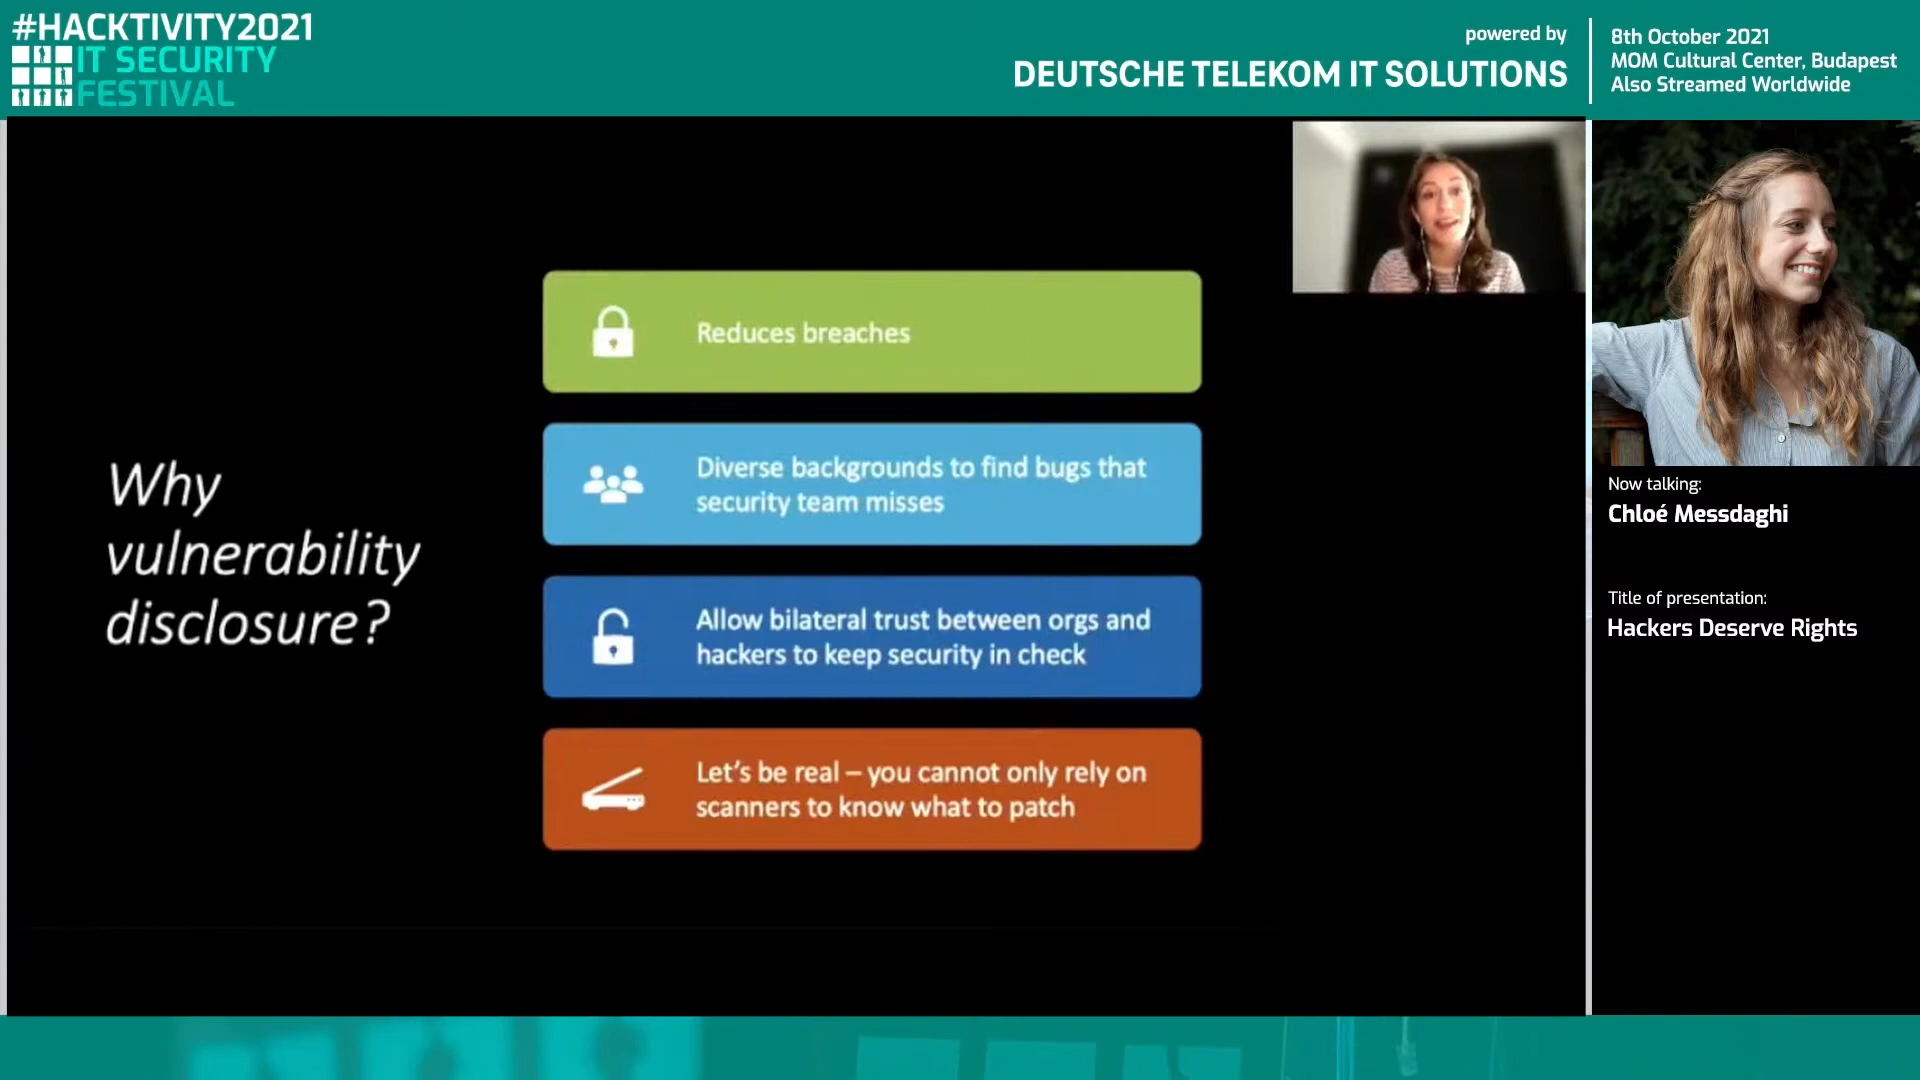 #HACKTIVITY2021
IT SECURITY
FESTIVAL
powered by
DEUTSCHE TELEKOM IT SOLUTIONS
8th October 2021
MOM Cultural Center, Budapest
Also Streamed Worldwide
Why
vulnerability
disclosure?
Reduces breaches
Diverse backgrounds to find bugs that
security team misses
Allow bilateral trust between orgs and
hackers to keep security in check
Let's be real – you cannot only rely on
scanners to know what to patch
Now talking:
Chloé Messdaghi
Title of presentation:
Hackers Deserve Rights